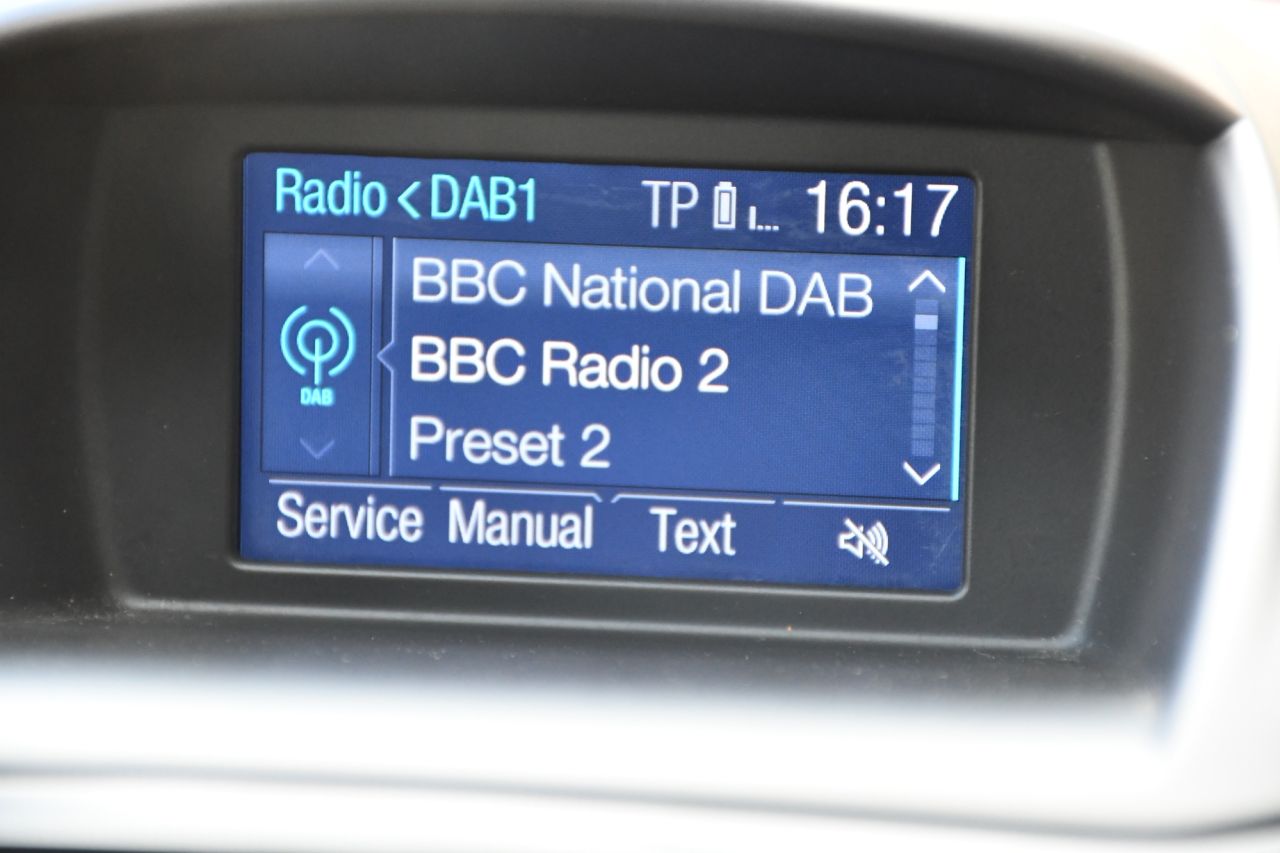 Radio < DAB1 TP 16:17
BBC National DAB
BBC Radio 2
DAB
Preset 2
Service Manual Text